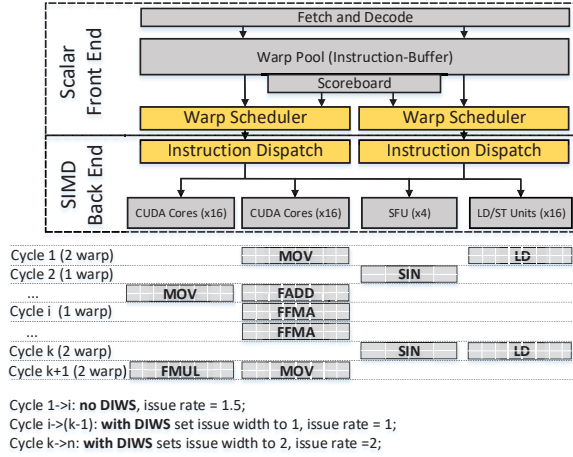 Scalar
Front End
Fetch and Decode
Warp Pool (Instruction-Buffer)
Scoreboard
Warp Scheduler
Warp Scheduler
SIMD
Back End
Instruction Dispatch
Instruction Dispatch
CUDA Cores (x16)
CUDA Cores (x16)
SFU (x4)
LD/ST Units (x16)
Cycle 1 (2 warp)
MOV
LD
Cycle 2 (1 warp)
SIN
...
MOV
FADD
Cycle i (1 warp)
FFMA
...
FFMA
Cycle k (2 warp)
SIN
LD
Cycle k+1 (2 warp)
FMUL
MOV
Cycle 1->i: no DIWS, issue rate = 1.5;
Cycle i->(k-1): with DIWS set issue width to 1, issue rate = 1;
Cycle k->n: with DIWS sets issue width to 2, issue rate =2;